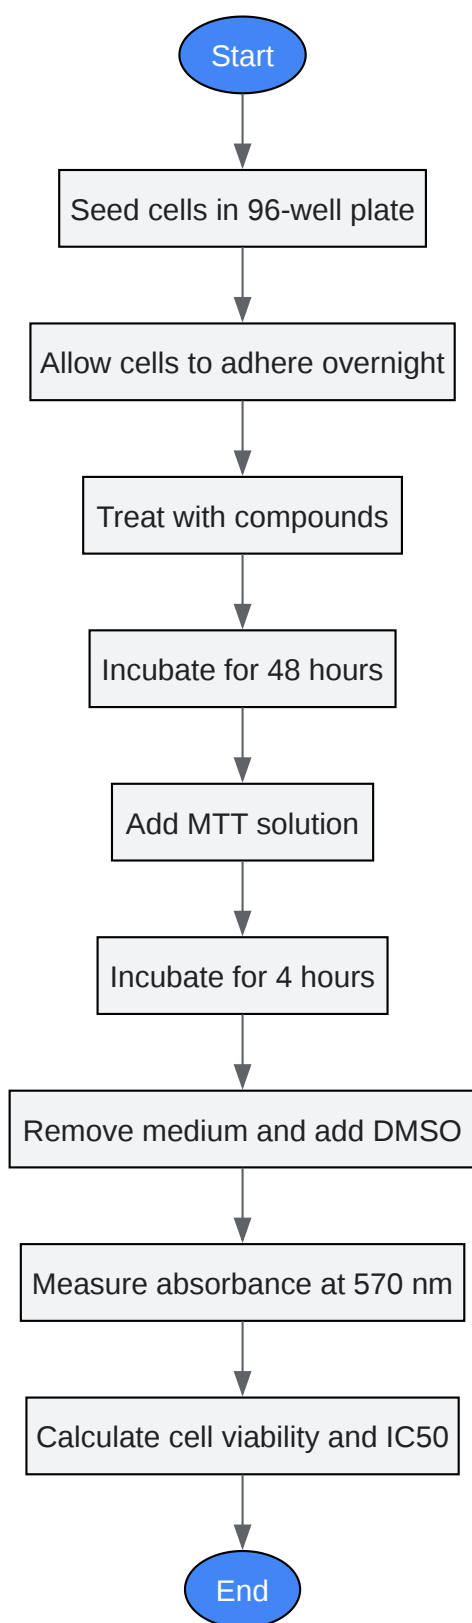 Start
Seed cells in 96-well plate
Allow cells to adhere overnight
Treat with compounds
Incubate for 48 hours
Add MTT solution
Incubate for 4 hours
Remove medium and add DMSO
Measure absorbance at 570 nm
Calculate cell viability and IC50
End